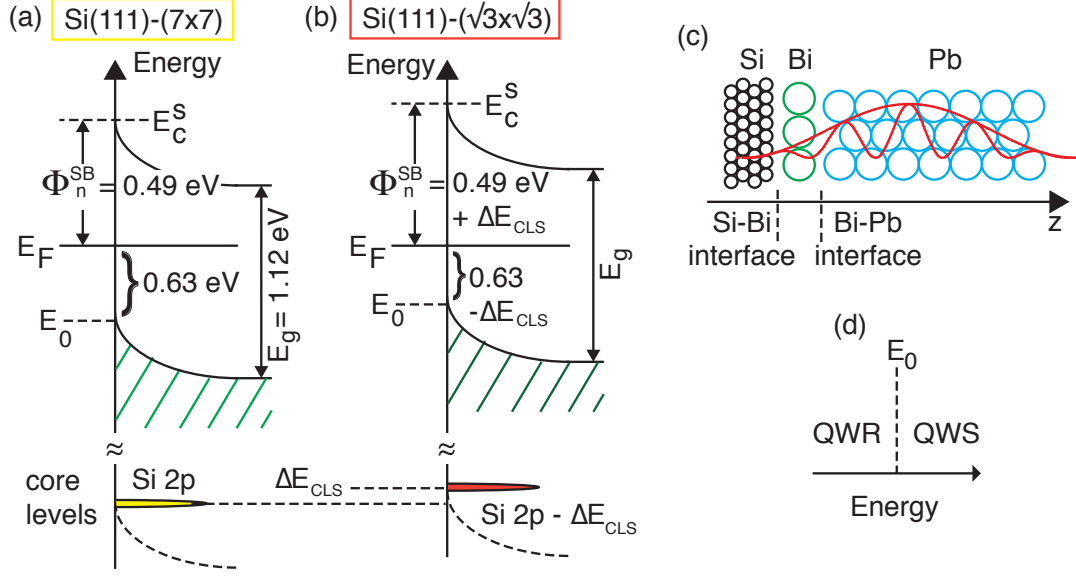 (a) Si(111)-(7x7)
Energy
E_c^S
Φ_n^SB = 0.49 eV
E_F
0.63 eV
E_0
E_g = 1.12 eV
≈
core
levels
Si 2p
(b) Si(111)-(√3x√3)
Energy
E_c^S
Φ_n^SB = 0.49 eV
+ ΔE_CLS
E_F
0.63
-ΔE_CLS
E_0
E_g
≈
ΔE_CLS
Si 2p - ΔE_CLS
(c)
Si Bi Pb
z
Si-Bi
interface
Bi-Pb
interface
(d)
E_0
QWR QWS
Energy